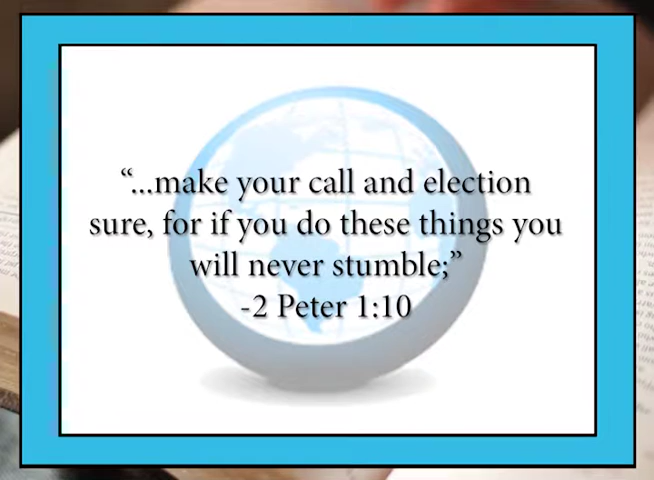 “...make your call and election
sure, for if you do these things you
will never stumble;”
-2 Peter 1:10